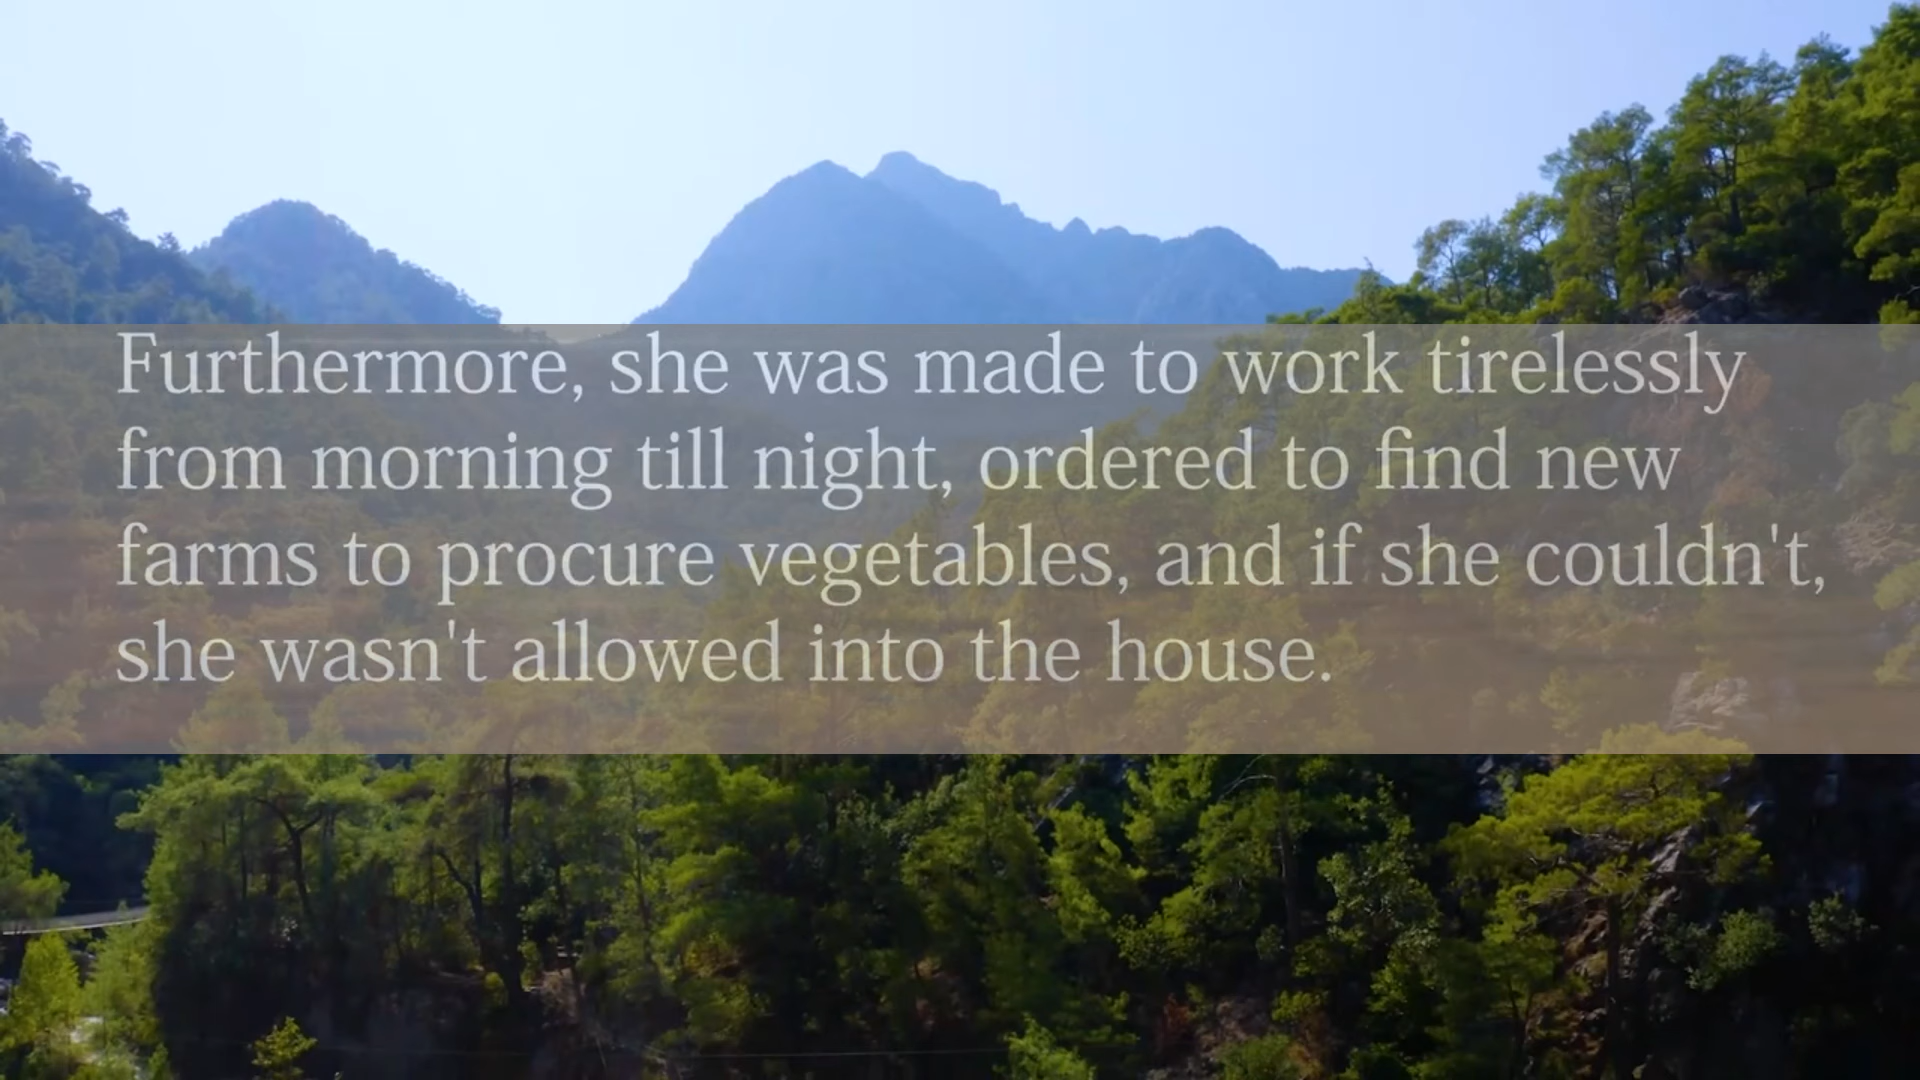 Furthermore, she was made to work tirelessly
from morning till night, ordered to find new
farms to procure vegetables, and if she couldn't,
she wasn't allowed into the house.